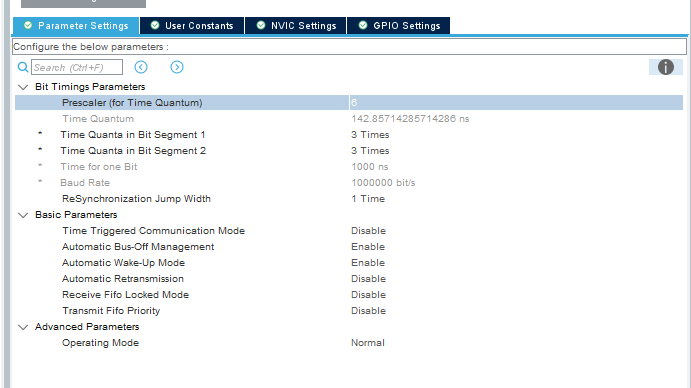 Parameter Settings User Constants NVIC Settings GPIO Settings
Configure the below parameters :
Search (Ctrl+F)
Bit Timings Parameters
Prescaler (for Time Quantum) 6
Time Quantum 142.85714285714286 ns
* Time Quanta in Bit Segment 1 3 Times
* Time Quanta in Bit Segment 2 3 Times
* Time for one Bit 1000 ns
* Baud Rate 1000000 bit/s
ReSynchronization Jump Width 1 Time
Basic Parameters
Time Triggered Communication Mode Disable
Automatic Bus-Off Management Enable
Automatic Wake-Up Mode Enable
Automatic Retransmission Disable
Receive Fifo Locked Mode Disable
Transmit Fifo Priority Disable
Advanced Parameters
Operating Mode Normal